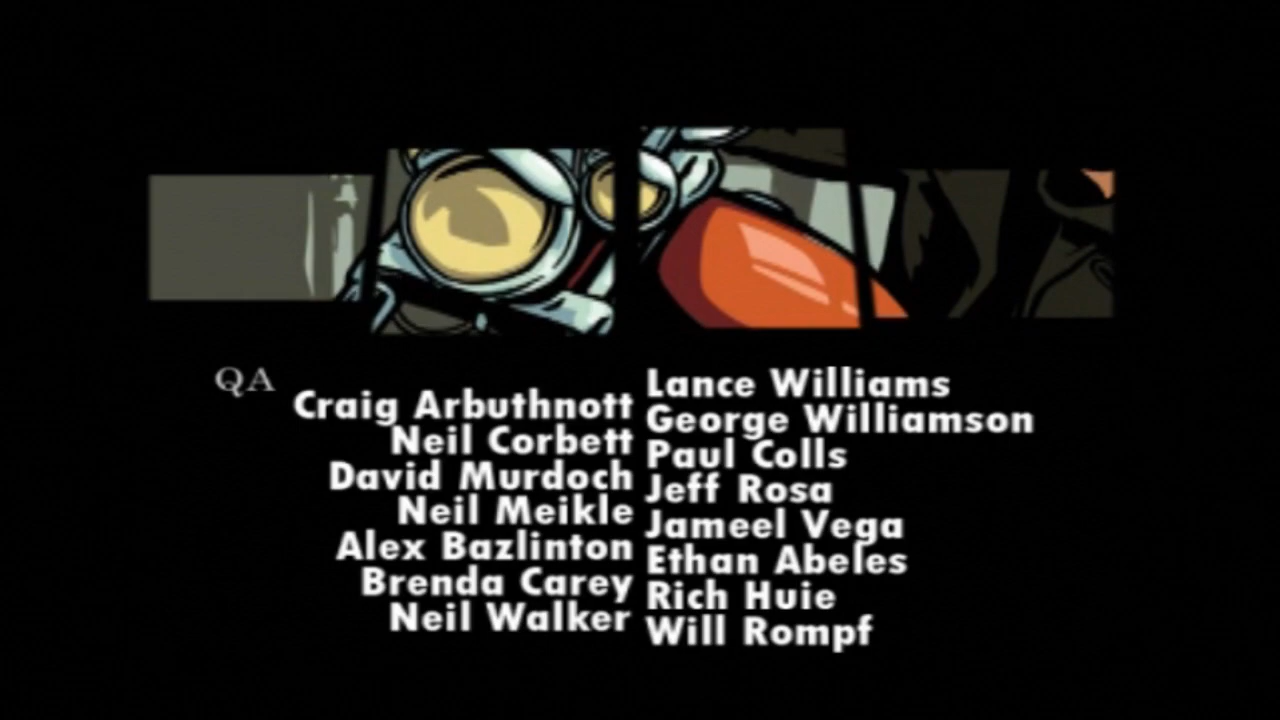 QA
Craig Arbuthnott
Neil Corbett
David Murdoch
Neil Meikle
Alex Bazlinton
Brenda Carey
Neil Walker
Lance Williams
George Williamson
Paul Colls
Jeff Rosa
Jameel Vega
Ethan Abeles
Rich Huie
Will Rompf